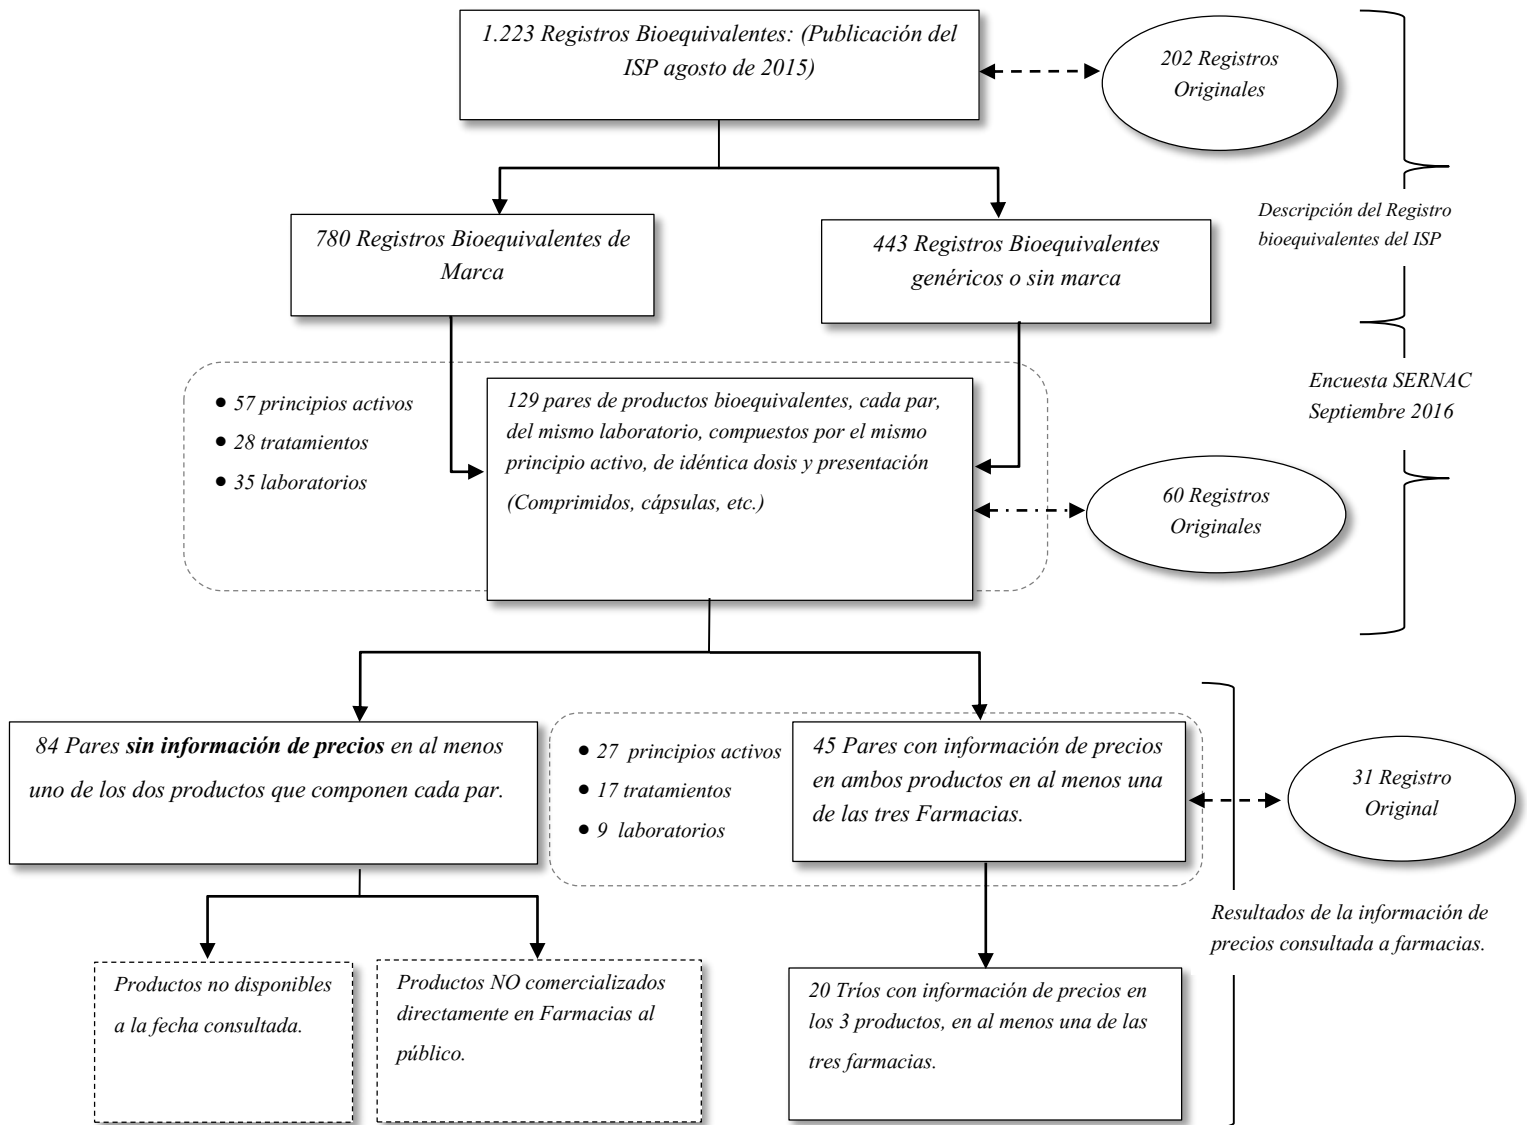 1.223 Registros Bioequivalentes: (Publicación del
ISP agosto de 2015)
202 Registros
Originales
780 Registros Bioequivalentes de
Marca
443 Registros Bioequivalentes
genéricos o sin marca
Descripción del Registro
bioequivalentes del ISP
• 57 principios activos
• 28 tratamientos
• 35 laboratorios
129 pares de productos bioequivalentes, cada par,
del mismo laboratorio, compuestos por el mismo
principio activo, de idéntica dosis y presentación
(Comprimidos, cápsulas, etc.)
Encuesta SERNAC
Septiembre 2016
60 Registros
Originales
84 Pares sin información de precios en al menos
uno de los dos productos que componen cada par.
• 27 principios activos
• 17 tratamientos
• 9 laboratorios
45 Pares con información de precios
en ambos productos en al menos una
de las tres Farmacias.
31 Registro
Original
Resultados de la información de
precios consultada a farmacias.
Productos no disponibles
a la fecha consultada.
Productos NO comercializados
directamente en Farmacias al
público.
20 Tríos con información de precios en
los 3 productos, en al menos una de las
tres farmacias.